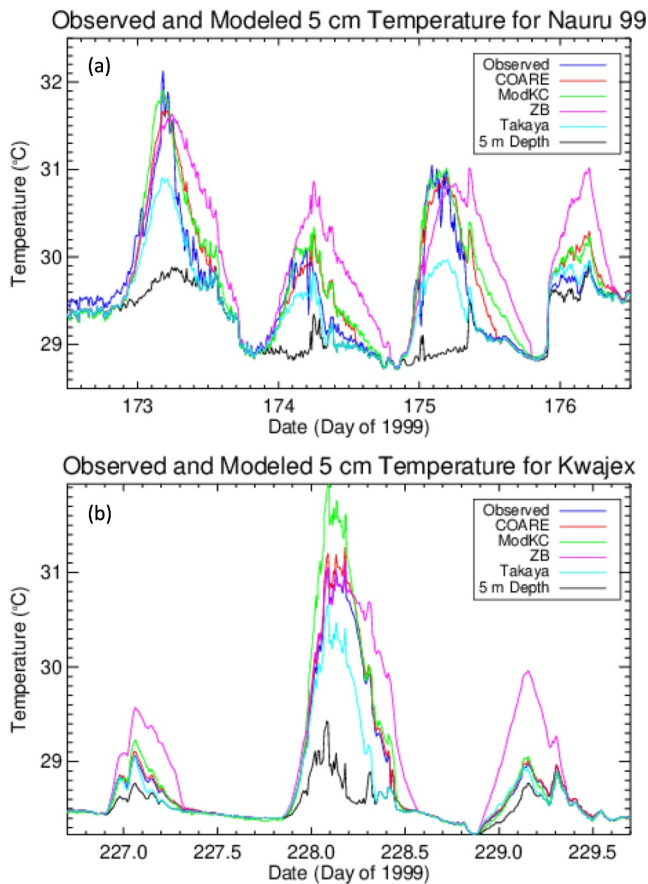 Observed and Modeled 5 cm Temperature for Nauru 99
(a)
Observed
COARE
ModKC
ZB
Takaya
5 m Depth
32
31
30
29
Temperature (°C)
173 174 175 176
Date (Day of 1999)
Observed and Modeled 5 cm Temperature for Kwajex
(b)
Observed
COARE
ModKC
ZB
Takaya
5 m Depth
31
30
29
Temperature (°C)
227.0 227.5 228.0 228.5 229.0 229.5
Date (Day of 1999)